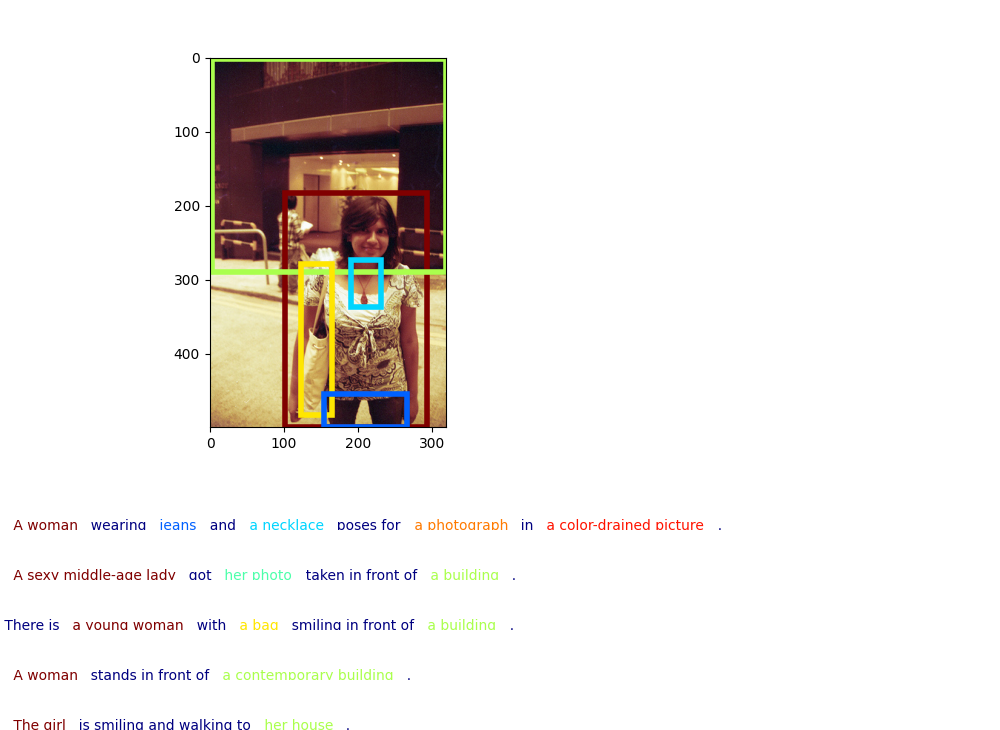 0
100
200
300
400
0 100 200 300
A woman wearing jeans and a necklace poses for a photograph in a color-drained picture .
A sexy middle-age lady got her photo taken in front of a building .
There is a young woman with a bag smiling in front of a building .
A woman stands in front of a contemporary building .
The girl is smiling and walking to her house .